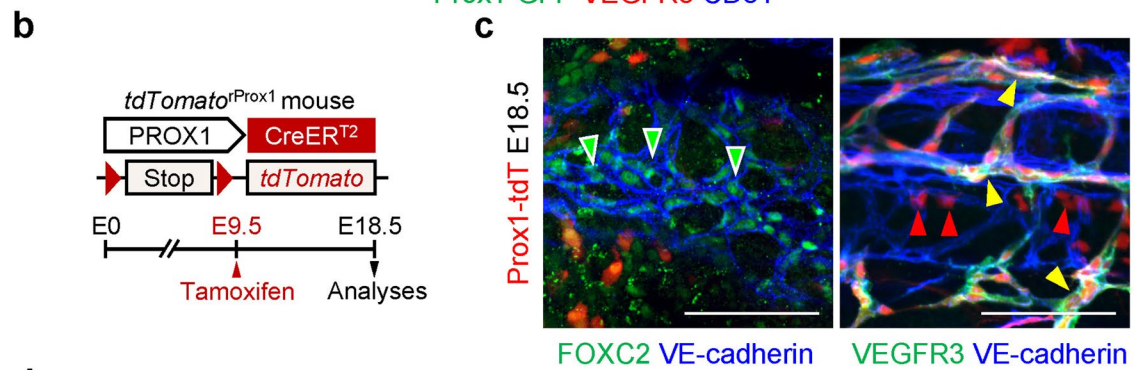 b
tdTomato^rProx1 mouse
PROX1 CreER^T2
Stop tdTomato
E0 E9.5 E18.5
Tamoxifen Analyses
c
Prox1-tdT E18.5
FOXC2 VE-cadherin
VEGFR3 VE-cadherin